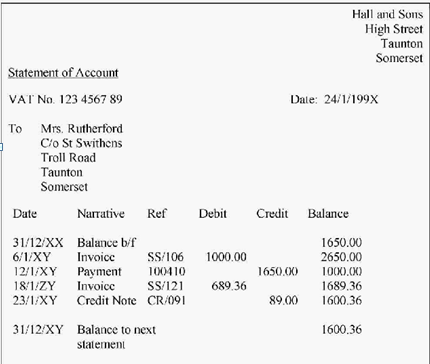 Hall and Sons
High Street
Taunton
Somerset
Statement of Account
VAT No. 123 4567 89 Date: 24/1/199X
To Mrs. Rutherford
C/o St Swithens
Troll Road
Taunton
Somerset
Date Narrative Ref Debit Credit Balance
31/12/XX Balance b/f 1650.00
6/1/XY Invoice SS/106 1000.00 2650.00
12/1/XY Payment 100410 1650.00 1000.00
18/1/ZY Invoice SS/121 689.36 1689.36
23/1/XY Credit Note CR/091 89.00 1600.36
31/12/XY Balance to next 1600.36
statement